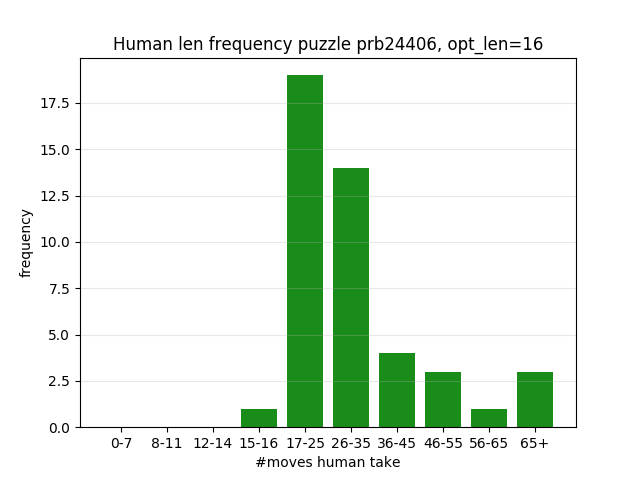 Human len frequency puzzle prb24406, opt_len=16
17.5
15.0
12.5
10.0
7.5
5.0
2.5
0.0
frequency
0-7 8-11 12-14 15-16 17-25 26-35 36-45 46-55 56-65 65+
#moves human take